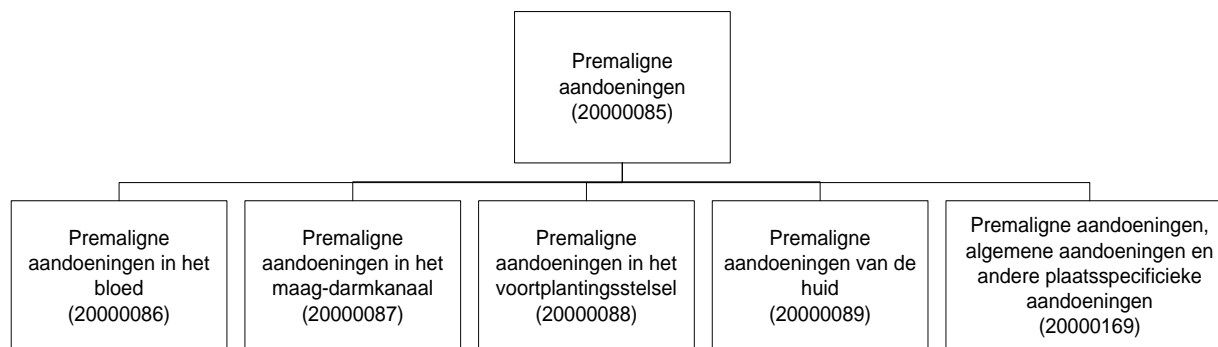 Premaligne
aandoeningen
(20000085)
Premaligne
aandoeningen in het
bloed
(20000086)
Premaligne
aandoeningen in het
maag-darmkanaal
(20000087)
Premaligne
aandoeningen in het
voortplantingsstelsel
(20000088)
Premaligne
aandoeningen van de
huid
(20000089)
Premaligne aandoeningen,
algemene aandoeningen en
andere plaatsspecificieke
aandoeningen
(20000169)